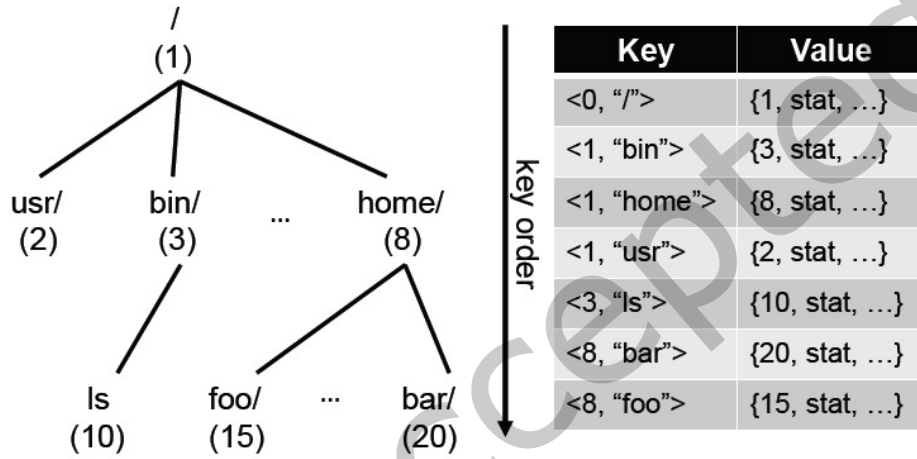 /
(1)
usr/ bin/ ... home/
(2) (3) (8)
ls foo/ ... bar/
(10) (15) (20)
key order
Key Value
<0, “/”> {1, stat, …}
<1, “bin”> {3, stat, …}
<1, “home”> {8, stat, …}
<1, “usr”> {2, stat, …}
<3, “ls”> {10, stat, …}
<8, “bar”> {20, stat, …}
<8, “foo”> {15, stat, …}
ccepted